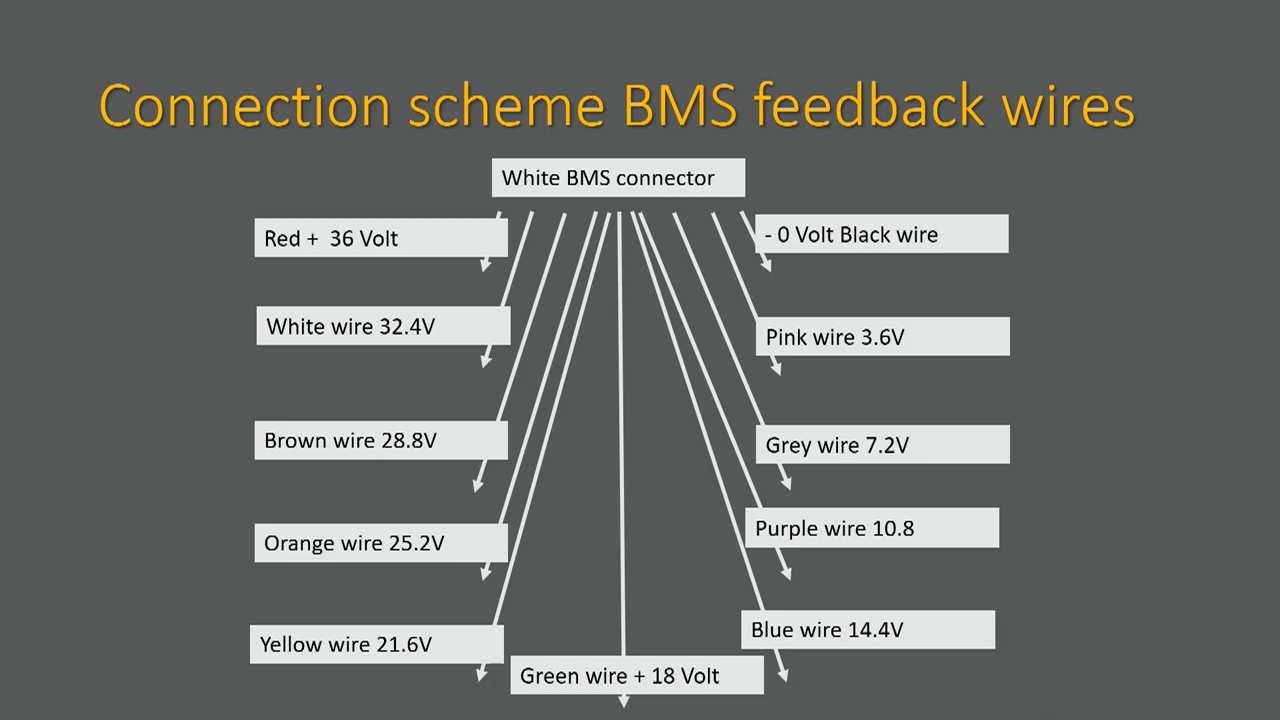 Connection scheme BMS feedback wires
White BMS connector
Red +  36 Volt
- 0 Volt Black wire
White wire 32.4V
Pink wire 3.6V
Brown wire 28.8V
Grey wire 7.2V
Orange wire 25.2V
Purple wire 10.8
Yellow wire 21.6V
Blue wire 14.4V
Green wire + 18 Volt